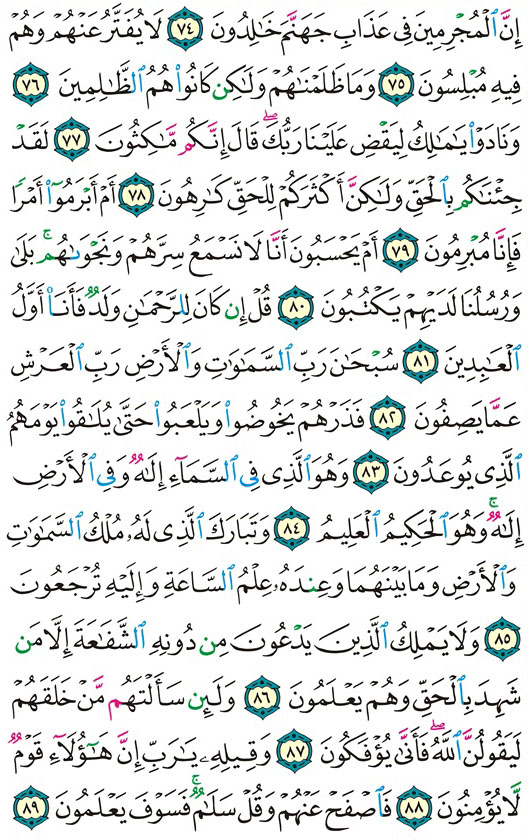 إِنَّ ٱلْمُجْرِمِينَ فِى عَذَابِ جَهَنَّمَ خَٰلِدُونَ ٧٤ لَا يُفَتَّرُ عَنْهُمْ وَهُمْ
فِيهِ مُبْلِسُونَ ٧٥ وَمَا ظَلَمْنَٰهُمْ وَلَٰكِن كَانُوا۟ هُمُ ٱلظَّٰلِمِينَ ٧٦
وَنَادَوْا۟ يَٰمَٰلِكُ لِيَقْضِ عَلَيْنَا رَبُّكَ ۖ قَالَ إِنَّكُم مَّٰكِثُونَ ٧٧ لَقَدْ
جِئْنَٰكُم بِٱلْحَقِّ وَلَٰكِنَّ أَكْثَرَكُمْ لِلْحَقِّ كَٰرِهُونَ ٧٨ أَمْ أَبْرَمُوٓا۟ أَمْرًا
فَإِنَّا مُبْرِمُونَ ٧٩ أَمْ يَحْسَبُونَ أَنَّا لَا نَسْمَعُ سِرَّهُمْ وَنَجْوَىٰهُم ۚ بَلَىٰ
وَرُسُلُنَا لَدَيْهِمْ يَكْتُبُونَ ٨٠ قُلْ إِن كَانَ لِلرَّحْمَٰنِ وَلَدٌ فَأَنَا۠ أَوَّلُ
ٱلْعَٰبِدِينَ ٨١ سُبْحَٰنَ رَبِّ ٱلسَّمَٰوَٰتِ وَٱلْأَرْضِ رَبِّ ٱلْعَرْشِ
عَمَّا يَصِفُونَ ٨٢ فَذَرْهُمْ يَخُوضُوا۟ وَيَلْعَبُوا۟ حَتَّىٰ يُلَٰقُوا۟ يَوْمَهُمُ
ٱلَّذِى يُوعَدُونَ ٨٣ وَهُوَ ٱلَّذِى فِى ٱلسَّمَآءِ إِلَٰهٌ وَفِى ٱلْأَرْضِ
إِلَٰهٌ ۚ وَهُوَ ٱلْحَكِيمُ ٱلْعَلِيمُ ٨٤ وَتَبَارَكَ ٱلَّذِى لَهُۥ مُلْكُ ٱلسَّمَٰوَٰتِ
وَٱلْأَرْضِ وَمَا بَيْنَهُمَا وَعِندَهُۥ عِلْمُ ٱلسَّاعَةِ وَإِلَيْهِ تُرْجَعُونَ
٨٥ وَلَا يَمْلِكُ ٱلَّذِينَ يَدْعُونَ مِن دُونِهِ ٱلشَّفَٰعَةَ إِلَّا مَن
شَهِدَ بِٱلْحَقِّ وَهُمْ يَعْلَمُونَ ٨٦ وَلَئِن سَأَلْتَهُم مَّنْ خَلَقَهُمْ
لَيَقُولُنَّ ٱللَّهُ ۖ فَأَنَّىٰ يُؤْفَكُونَ ٨٧ وَقِيلِهِۦ يَٰرَبِّ إِنَّ هَٰٓؤُلَآءِ قَوْمٌ
لَّا يُؤْمِنُونَ ٨٨ فَٱصْفَحْ عَنْهُمْ وَقُلْ سَلَٰمٌ ۚ فَسَوْفَ يَعْلَمُونَ ٨٩